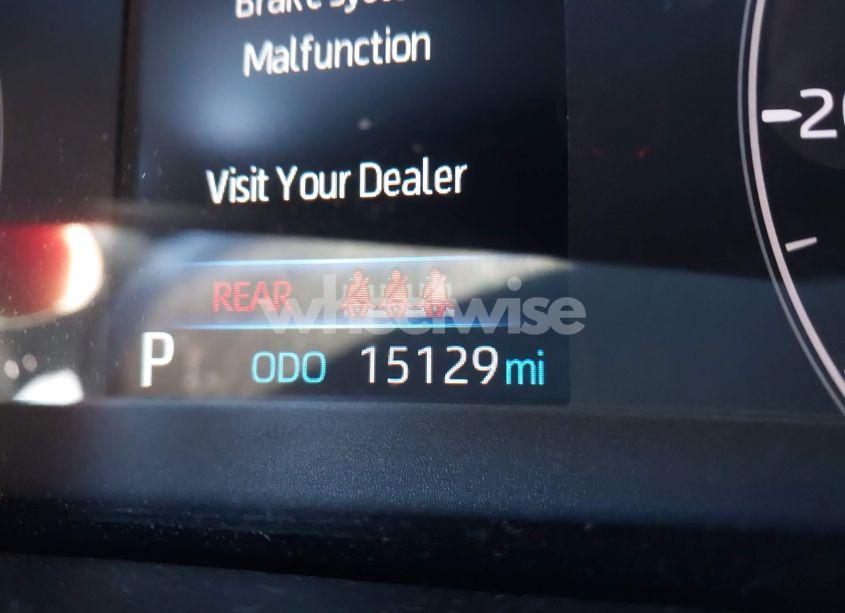 Malfunction
Visit Your Dealer
REAR
wheelwise
P ODO 15129 mi